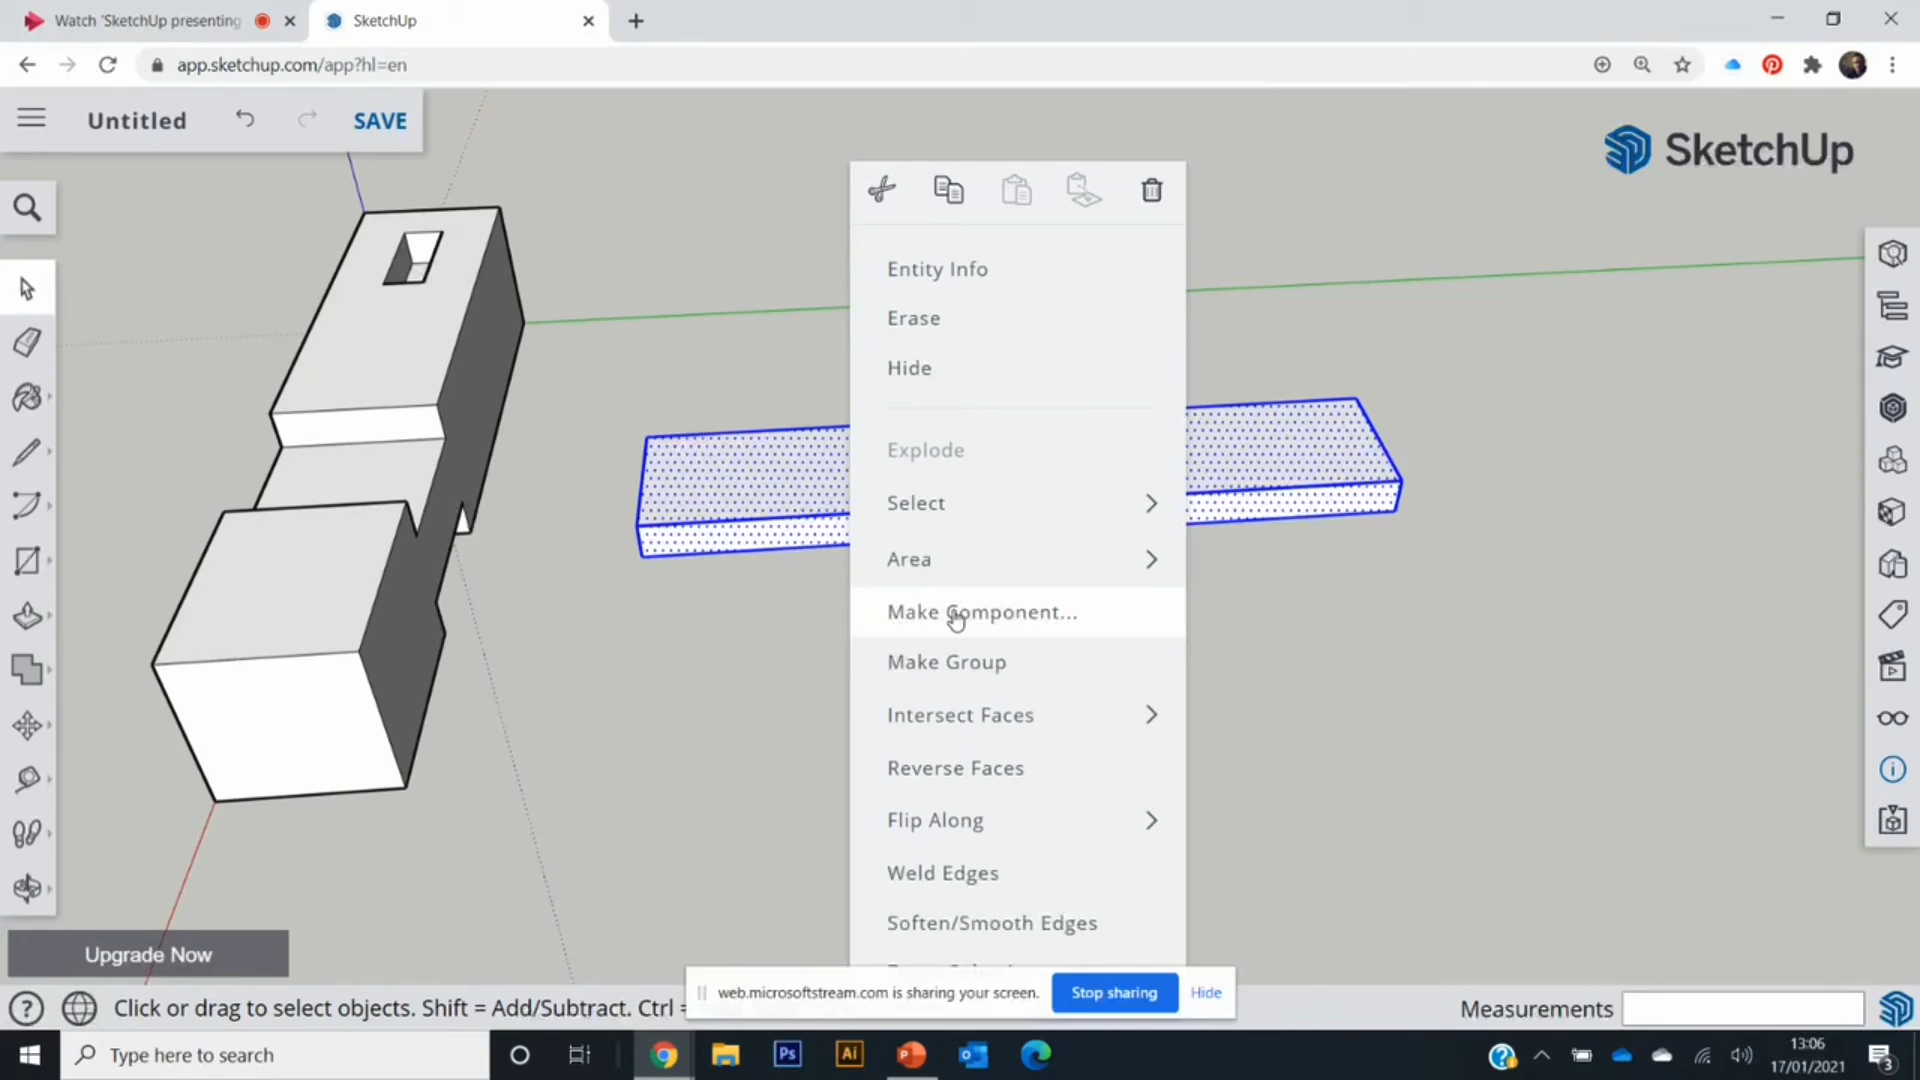 Watch 'SketchUp presenting
SketchUp
app.sketchup.com/app?hl=en
Untitled
SAVE
SketchUp
Entity Info
Erase
Hide
Explode
Select
Area
Make Component...
Make Group
Intersect Faces
Reverse Faces
Flip Along
Weld Edges
Soften/Smooth Edges
Upgrade Now
web.microsoftstream.com is sharing your screen.
Stop sharing
Hide
Click or drag to select objects. Shift = Add/Subtract. Ctrl =
Measurements
Type here to search
Ps
Ai
13:06
17/01/2021
3